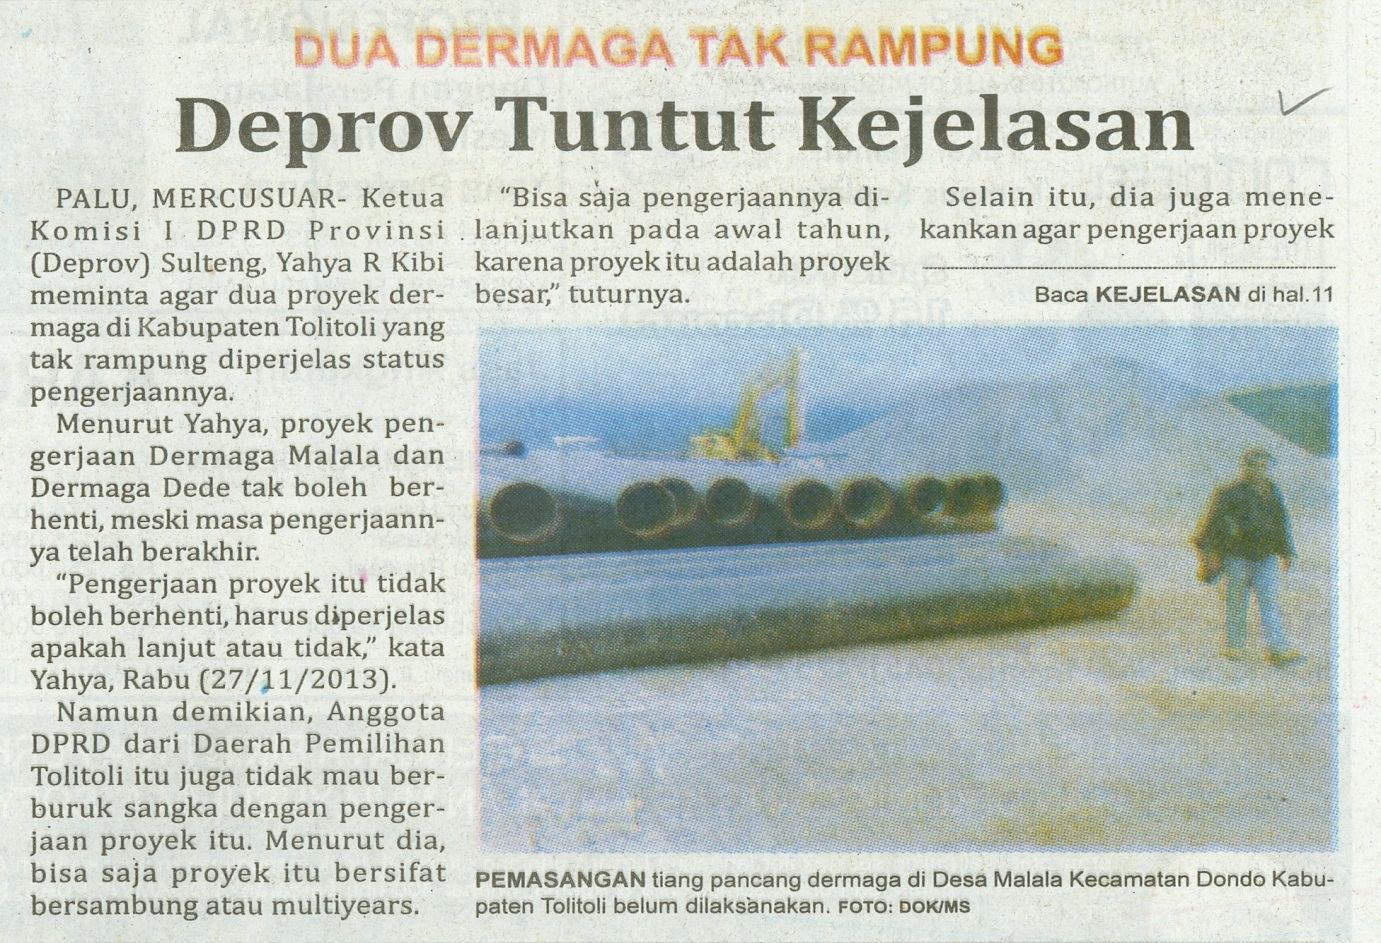 DUA DERMAGA TAK RAMPUNG
Deprov Tuntut Kejelasan
PALU, MERCUSUAR- Ketua
Komisi I DPRD Provinsi
(Deprov) Sulteng, Yahya R Kibi
meminta agar dua proyek der-
maga di Kabupaten Tolitoli yang
tak rampung diperjelas status
pengerjaannya.
Menurut Yahya, proyek pen-
gerjaan Dermaga Malala dan
Dermaga Dede tak boleh ber-
henti, meski masa pengerjaann-
ya telah berakhir.
“Pengerjaan proyek itu tidak
boleh berhenti, harus diperjelas
apakah lanjut atau tidak,” kata
Yahya, Rabu (27/11/2013).
Namun demikian, Anggota
DPRD dari Daerah Pemilihan
Tolitoli itu juga tidak mau ber-
buruk sangka dengan penger-
jaan proyek itu. Menurut dia,
bisa saja proyek itu bersifat
bersambung atau multiyears.
“Bisa saja pengerjaannya di-
lanjutkan pada awal tahun,
karena proyek itu adalah proyek
besar,” tuturnya.
Selain itu, dia juga mene-
kankan agar pengerjaan proyek
Baca KEJELASAN di hal.11
PEMASANGAN tiang pancang dermaga di Desa Malala Kecamatan Dondo Kabu-
paten Tolitoli belum dilaksanakan. FOTO: DOK/MS